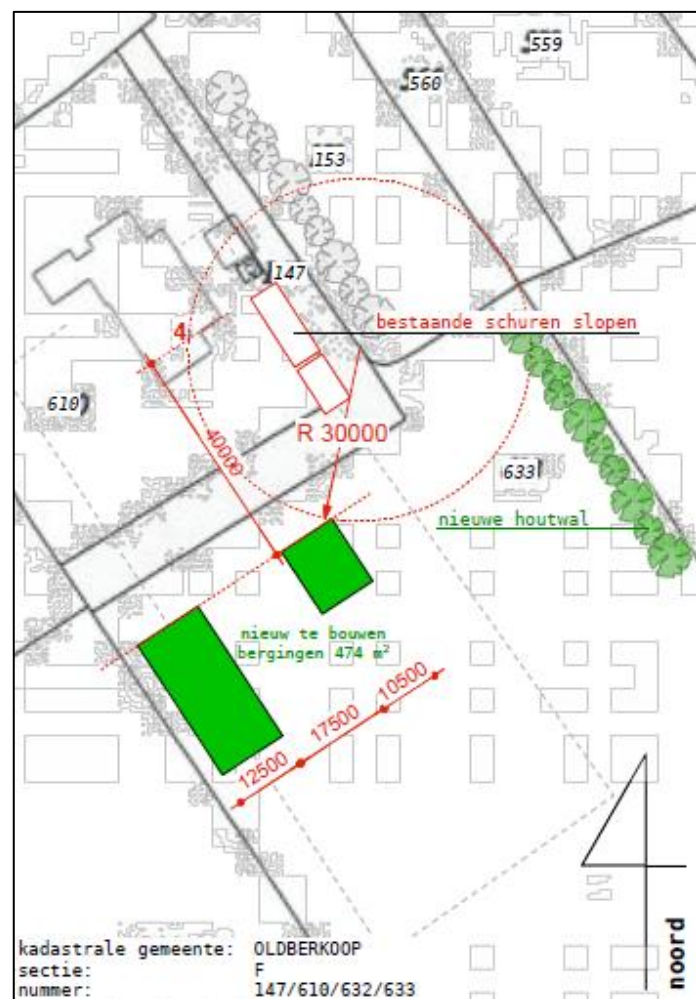 559
560
153
147
bestaande schuren slopen
4
610
40000
R 30000
633
nieuwe houtwal
nieuw te bouwen
bergingen 474 m²
10500
17500
12500
noord
kadastrale gemeente: OLDBERKOOP
sectie: F
nummer: 147/610/632/633